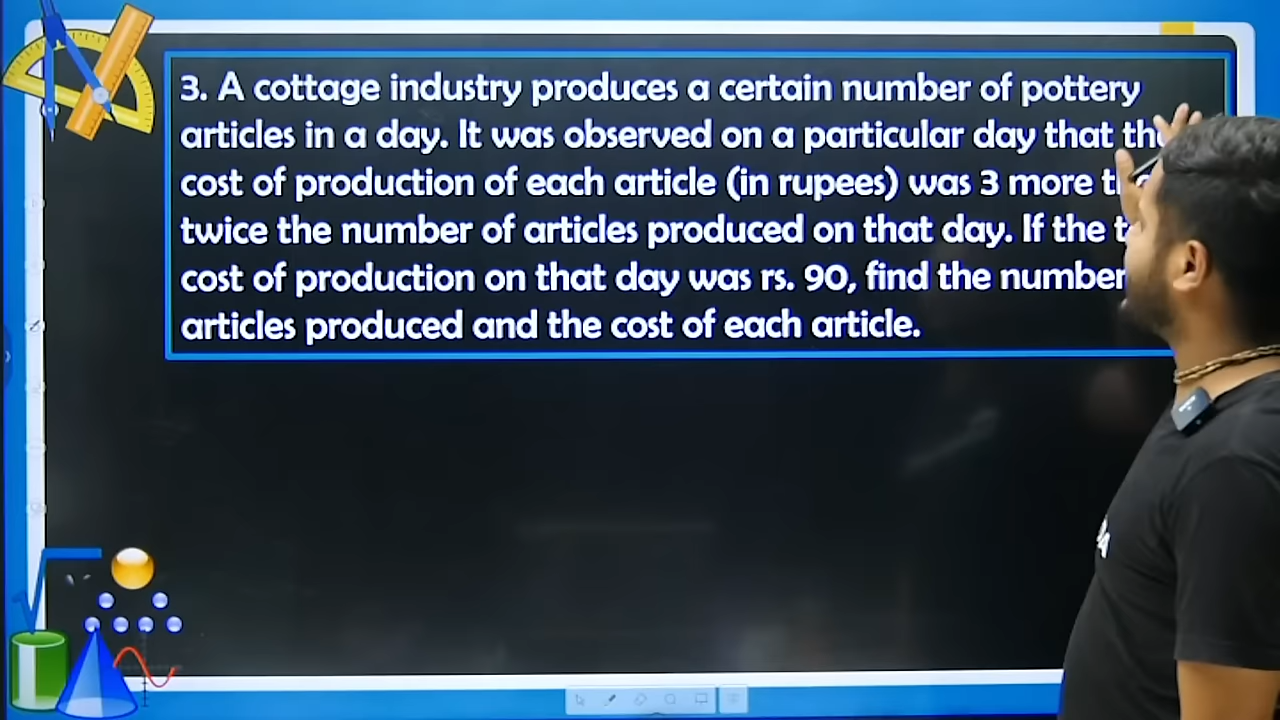 3. A cottage industry produces a certain number of pottery
articles in a day. It was observed on a particular day that
cost of production of each article (in rupees) was 3 more
twice the number of articles produced on that day. If the
cost of production on that day was rs. 90, find the number
articles produced and the cost of each article.